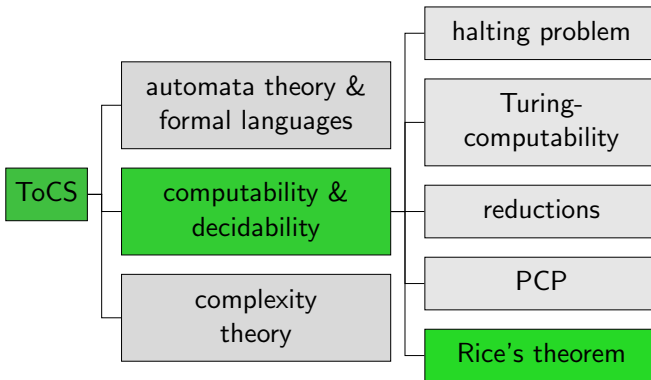 ToCS
automata theory &
formal languages
computability &
decidability
complexity
theory
halting problem
Turing-
computability
reductions
PCP
Rice's theorem